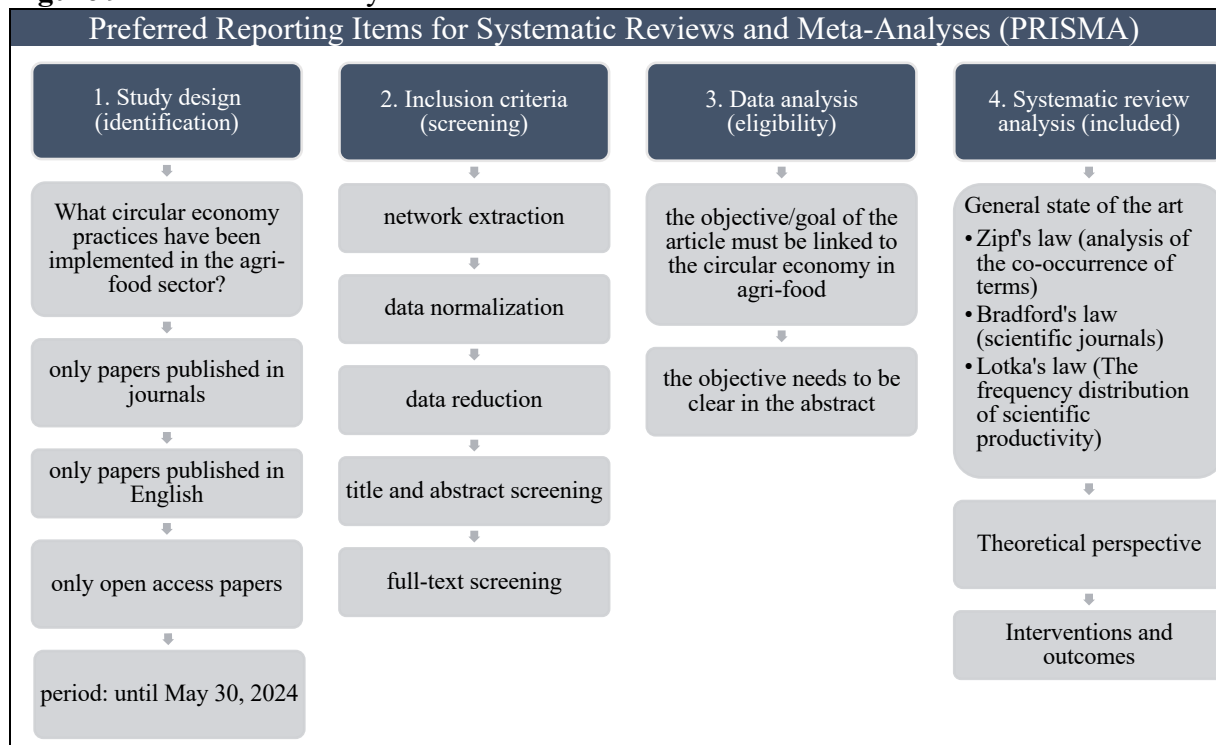 Preferred Reporting Items for Systematic Reviews and Meta-Analyses (PRISMA)
1. Study design
(identification)
What circular economy
practices have been
implemented in the agri-
food sector?
only papers published in
journals
only papers published in
English
only open access papers
period: until May 30, 2024
2. Inclusion criteria
(screening)
network extraction
data normalization
data reduction
title and abstract screening
full-text screening
3. Data analysis
(eligibility)
the objective/goal of the
article must be linked to
the circular economy in
agri-food
the objective needs to be
clear in the abstract
4. Systematic review
analysis (included)
General state of the art
• Zipf's law (analysis of
the co-occurrence of
terms)
• Bradford's law
(scientific journals)
• Lotka's law (The
frequency distribution
of scientific
productivity)
Theoretical perspective
Interventions and
outcomes